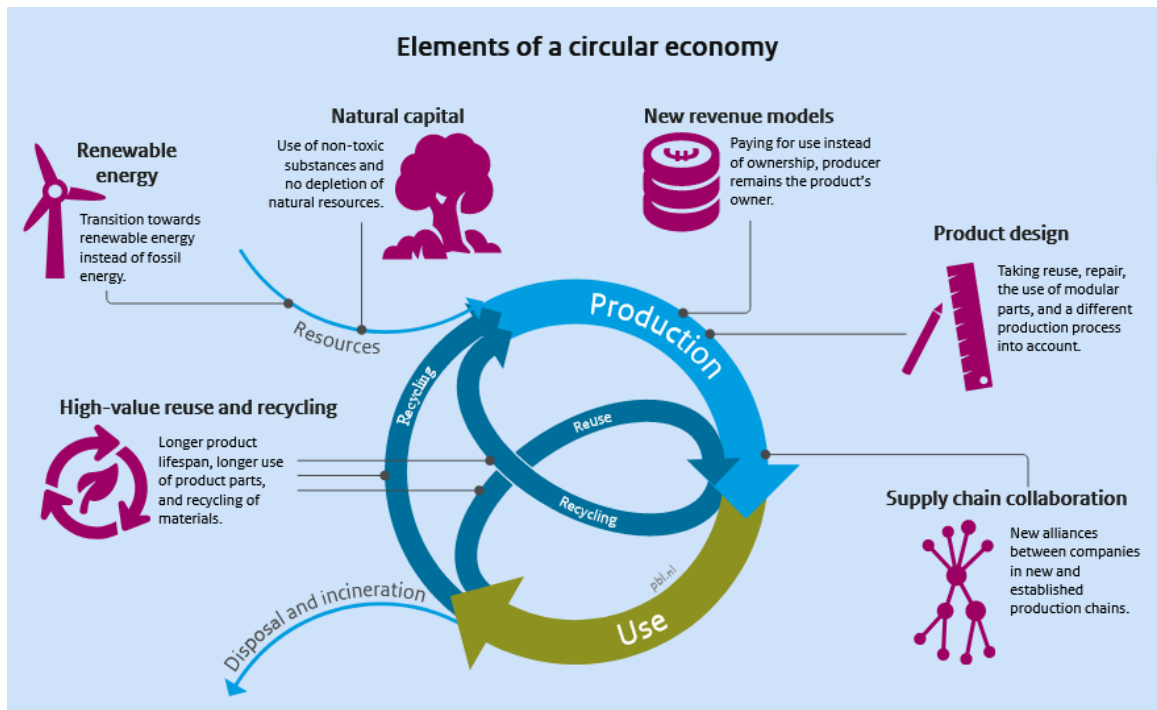 Elements of a circular economy
Renewable
energy
Transition towards
renewable energy
instead of fossil
energy.
Natural capital
Use of non-toxic
substances and
no depletion of
natural resources.
New revenue models
Paying for use instead
of ownership, producer
remains the product's
owner.
Product design
Taking reuse, repair,
the use of modular
parts, and a different
production process
into account.
Resources
Production
Recycling
Reuse
Recycling
High-value reuse and recycling
Longer product
lifespan, longer use
of product parts,
and recycling of
materials.
Supply chain collaboration
New alliances
between companies
in new and
established
production chains.
Disposal and incineration
Use
pbl.nl